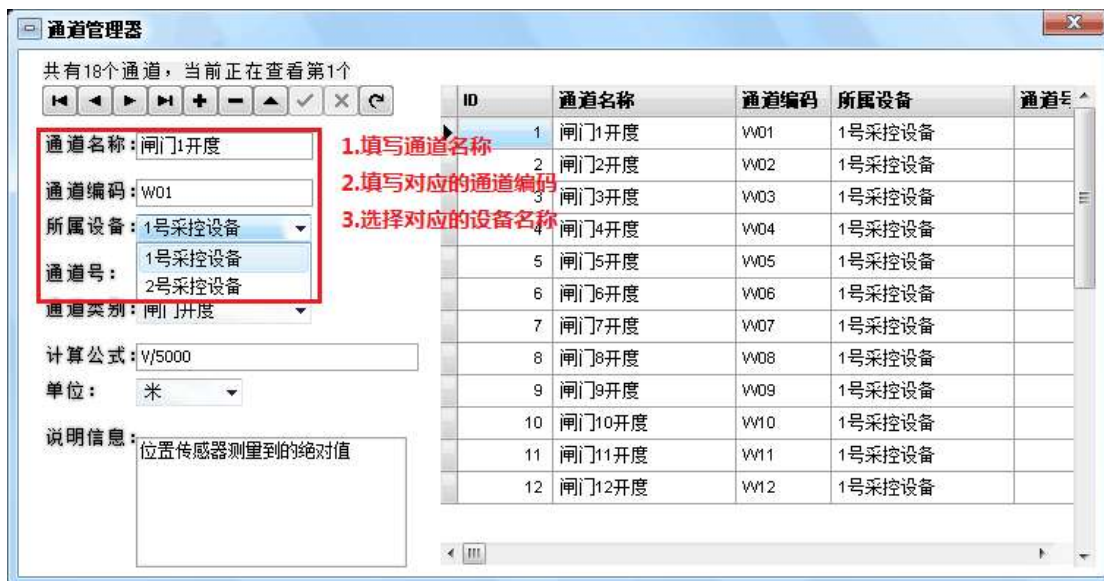 通道管理器
共有18个通道，当前正在查看第1个
通道名称：闸门1开度
通道编码：W01
所属设备：1号采控设备
1号采控设备
2号采控设备
通道号：
通道类别：闸门开度
计算公式：V/5000
单位： 米
说明信息：
位置传感器测量到的绝对值
1.填写通道名称
2.填写对应的通道编码
3.选择对应的设备名称
ID 通道名称 通道编码 所属设备 通道号
1 闸门1开度 W01 1号采控设备
2 闸门2开度 W02 1号采控设备
3 闸门3开度 W03 1号采控设备
4 闸门4开度 W04 1号采控设备
5 闸门5开度 W05 1号采控设备
6 闸门6开度 W06 1号采控设备
7 闸门7开度 W07 1号采控设备
8 闸门8开度 W08 1号采控设备
9 闸门9开度 W09 1号采控设备
10 闸门10开度 W10 1号采控设备
11 闸门11开度 W11 1号采控设备
12 闸门12开度 W12 1号采控设备